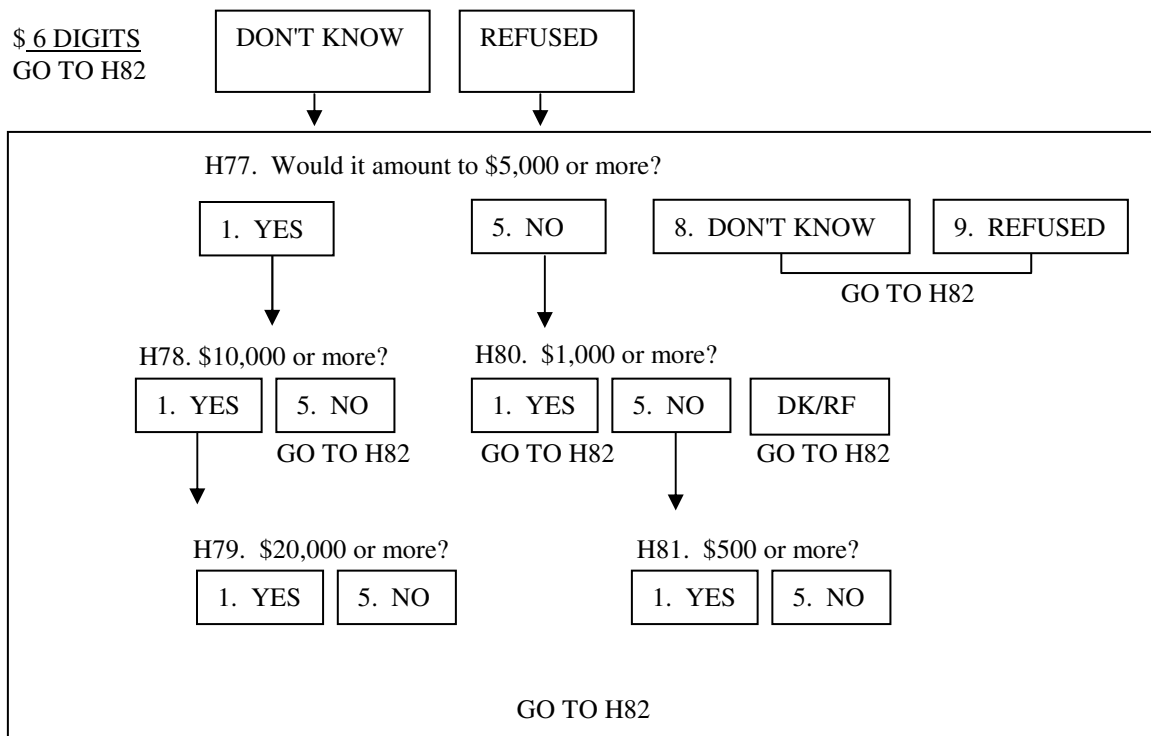 $ 6 DIGITS DON'T KNOW REFUSED
GO TO H82
H77. Would it amount to $5,000 or more?
1. YES 5. NO 8. DON'T KNOW 9. REFUSED
GO TO H82
H78. $10,000 or more? H80. $1,000 or more?
1. YES 5. NO 1. YES 5. NO DK/RF
GO TO H82 GO TO H82 GO TO H82
H79. $20,000 or more? H81. $500 or more?
1. YES 5. NO 1. YES 5. NO
GO TO H82